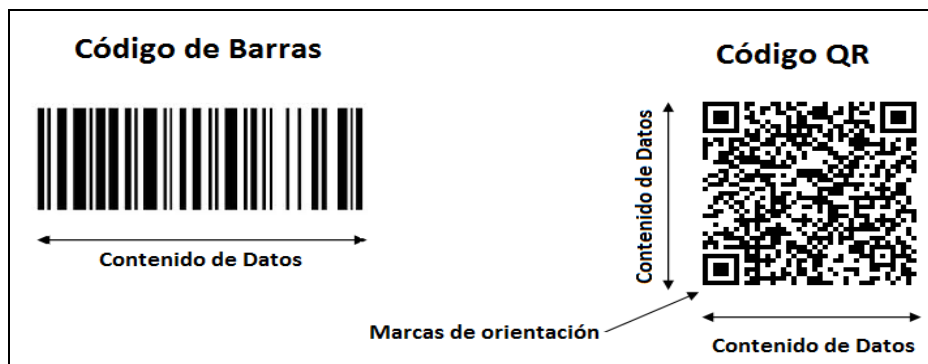 Código de Barras
Contenido de Datos
Código QR
Contenido de Datos
Marcas de orientación
Contenido de Datos